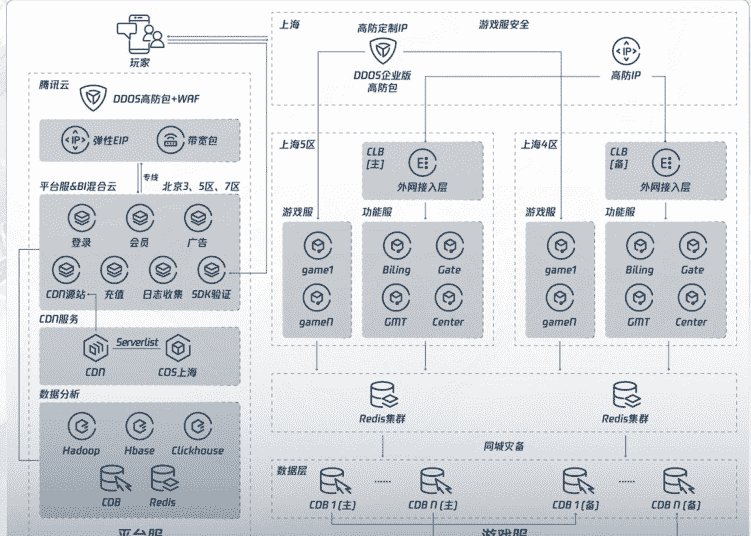 玩家
腾讯云
DDOS高防包+WAF
<IP>
弹性EIP
带宽包
专线
平台服&BI混合云
北京3、5区、7区
登录
会员
广告
CDN源站
充值
日志收集
SDK验证
CDN服务
CDN
Serverlist
COS上海
数据分析
Hadoop
Hbase
Clickhouse
CDB
Redis
平台服
上海
游戏服安全
高防定制IP
DDOS企业版
高防包
<IP>
高防IP
上海5区
CLB
[主]
E
外网接入层
游戏服
功能服
game1
gameN
Biling
Gate
GMT
Center
上海4区
CLB
[备]
E
外网接入层
游戏服
功能服
game1
gameN
Biling
Gate
GMT
Center
Redis集群
Redis集群
同城灾备
数据层
CDB 1 [主]
......
CDB N [主]
CDB 1 [备]
......
CDB N [备]
游戏服